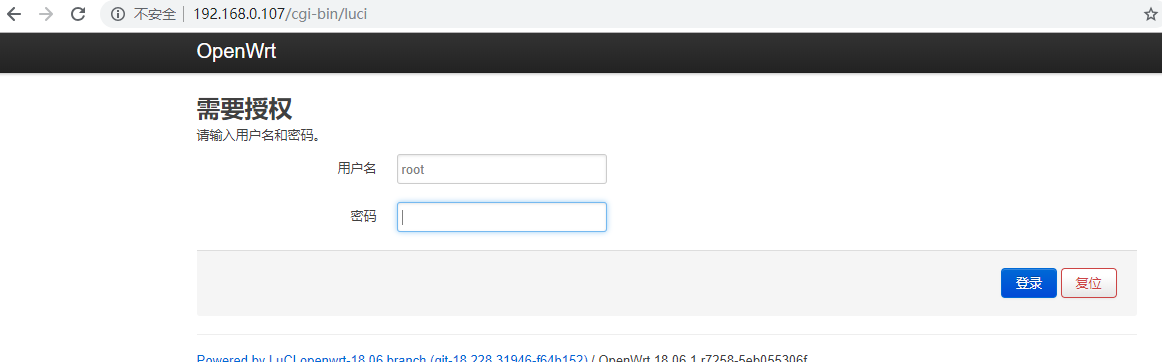 不安全 192.168.0.107/cgi-bin/luci
OpenWrt
需要授权
请输入用户名和密码。
用户名 root
密码
登录 复位
Powered by LuCI openwrt-18.06 branch (git-18.228.31946-f64b152) / OpenWrt 18.06.1 r7258-5eb055306f